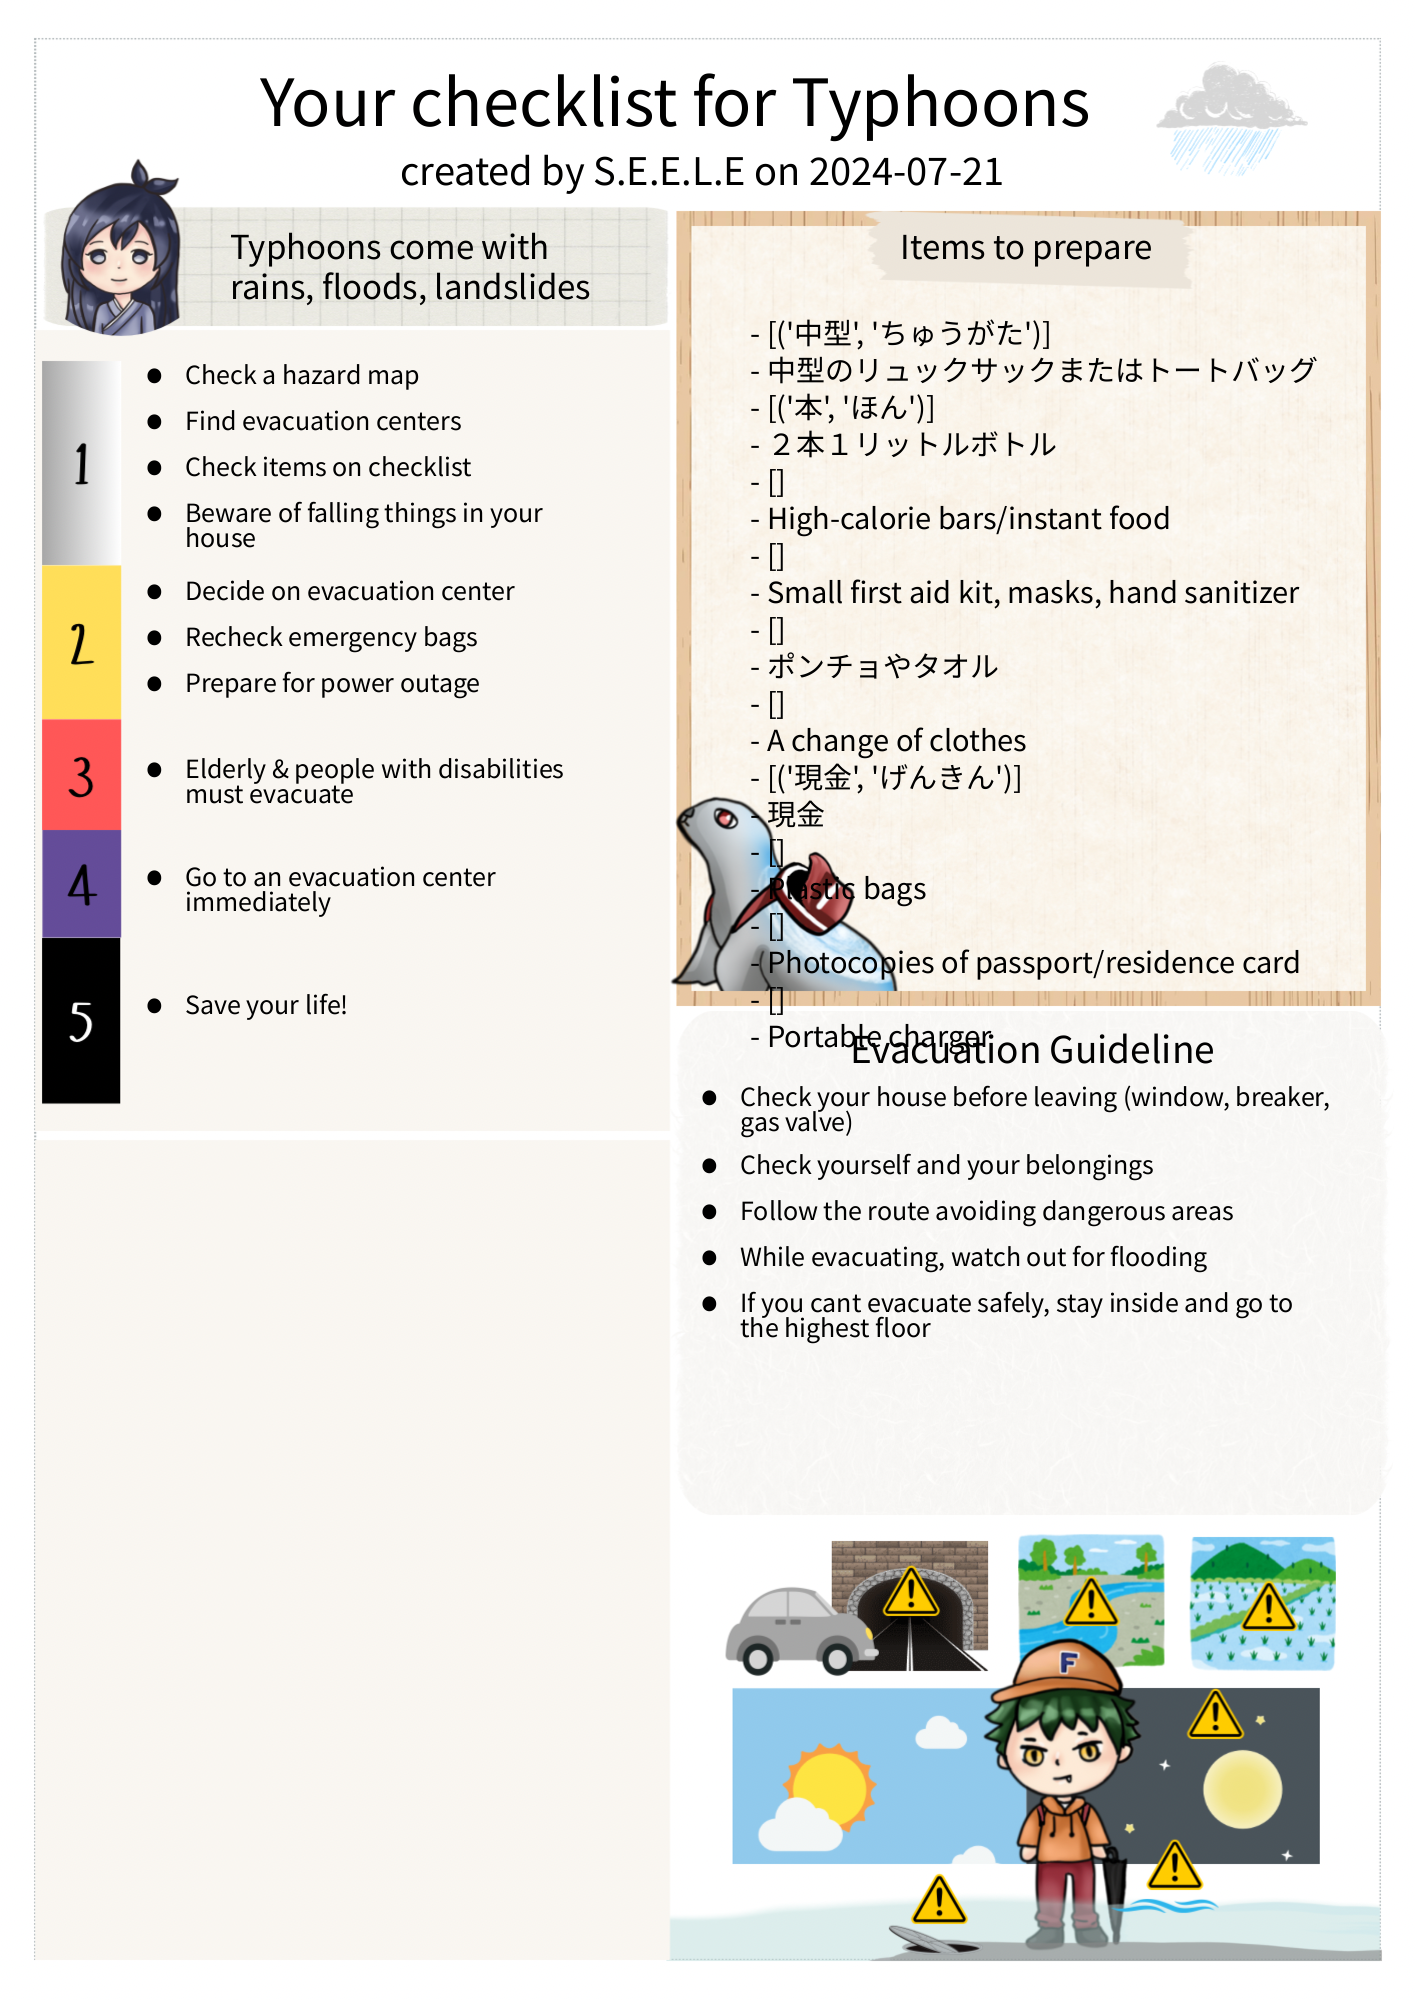 Your checklist for Typhoons
created by S.E.E.L.E on 2024-07-21
Typhoons come with
rains, floods, landslides
1
● Check a hazard map
● Find evacuation centers
● Check items on checklist
● Beware of falling things in your
house
2
● Decide on evacuation center
● Recheck emergency bags
● Prepare for power outage
3
● Elderly & people with disabilities
must evacuate
4
● Go to an evacuation center
immediately
5
● Save your life!
Items to prepare
- [('中型', 'ちゅうがた')]
- 中型のリュックサックまたはトートバッグ
- [('本', 'ほん')]
- ２本１リットルボトル
- []
- High-calorie bars/instant food
- []
- Small first aid kit, masks, hand sanitizer
- []
- ポンチョやタオル
- []
- A change of clothes
- [('現金', 'げんきん')]
- 現金
- []
- Plastic bags
- []
- Photocopies of passport/residence card
- []
- Portable charger
Evacuation Guideline
● Check your house before leaving (window, breaker,
gas valve)
● Check yourself and your belongings
● Follow the route avoiding dangerous areas
● While evacuating, watch out for flooding
● If you cant evacuate safely, stay inside and go to
the highest floor
F